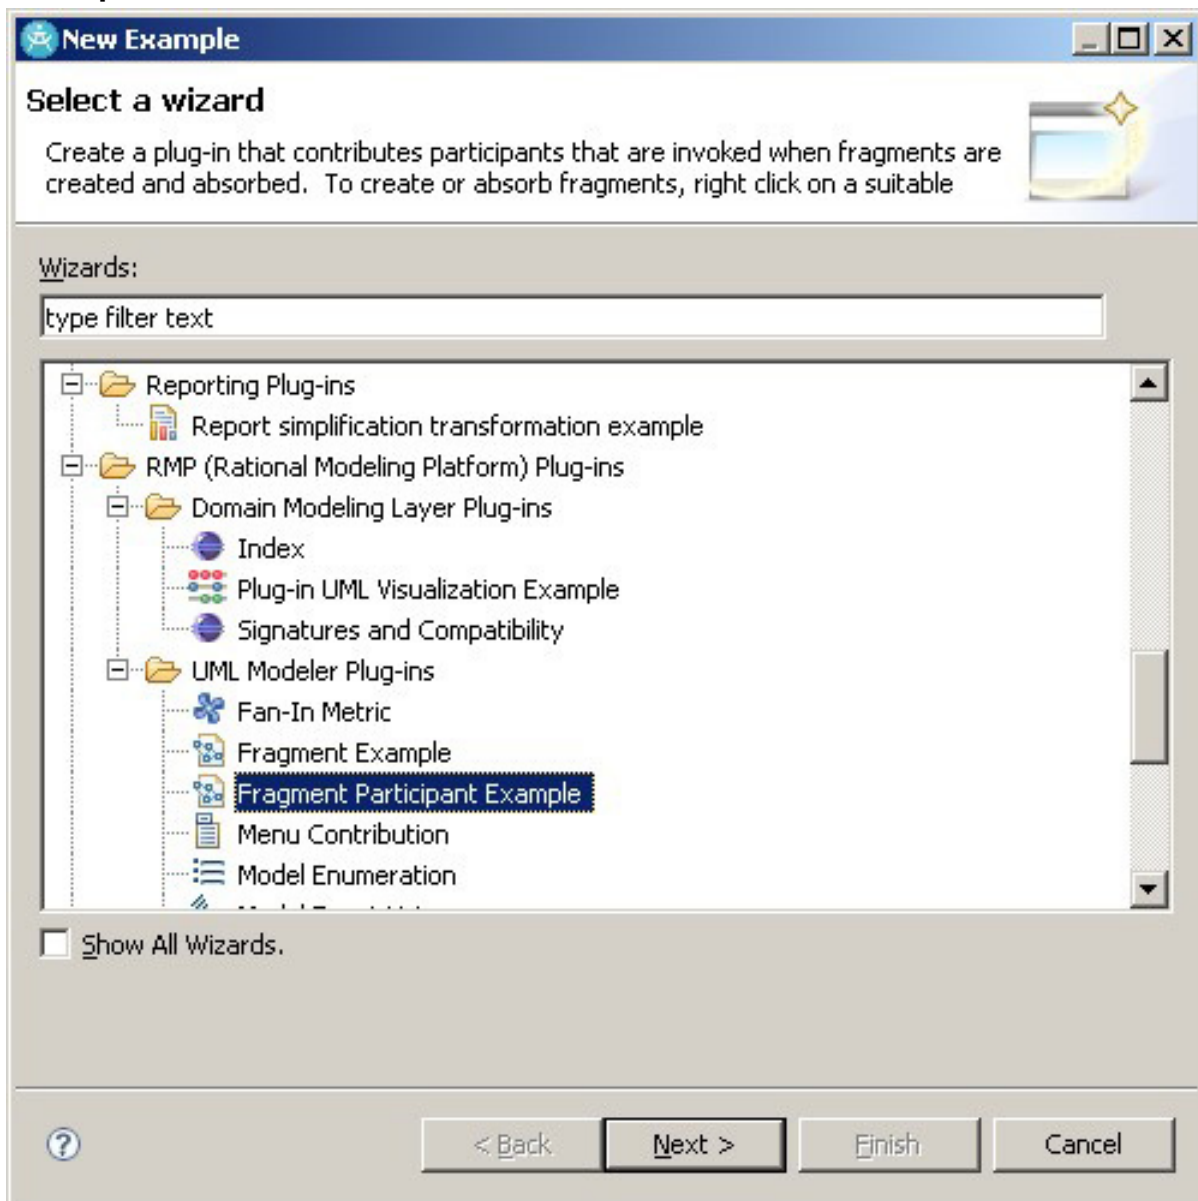 New Example
Select a wizard
Create a plug-in that contributes participants that are invoked when fragments are
created and absorbed.  To create or absorb fragments, right click on a suitable
Wizards:
type filter text
Reporting Plug-ins
Report simplification transformation example
RMP (Rational Modeling Platform) Plug-ins
Domain Modeling Layer Plug-ins
Index
Plug-in UML Visualization Example
Signatures and Compatibility
UML Modeler Plug-ins
Fan-In Metric
Fragment Example
Fragment Participant Example
Menu Contribution
Model Enumeration
Show All Wizards.
? < Back Next > Finish Cancel